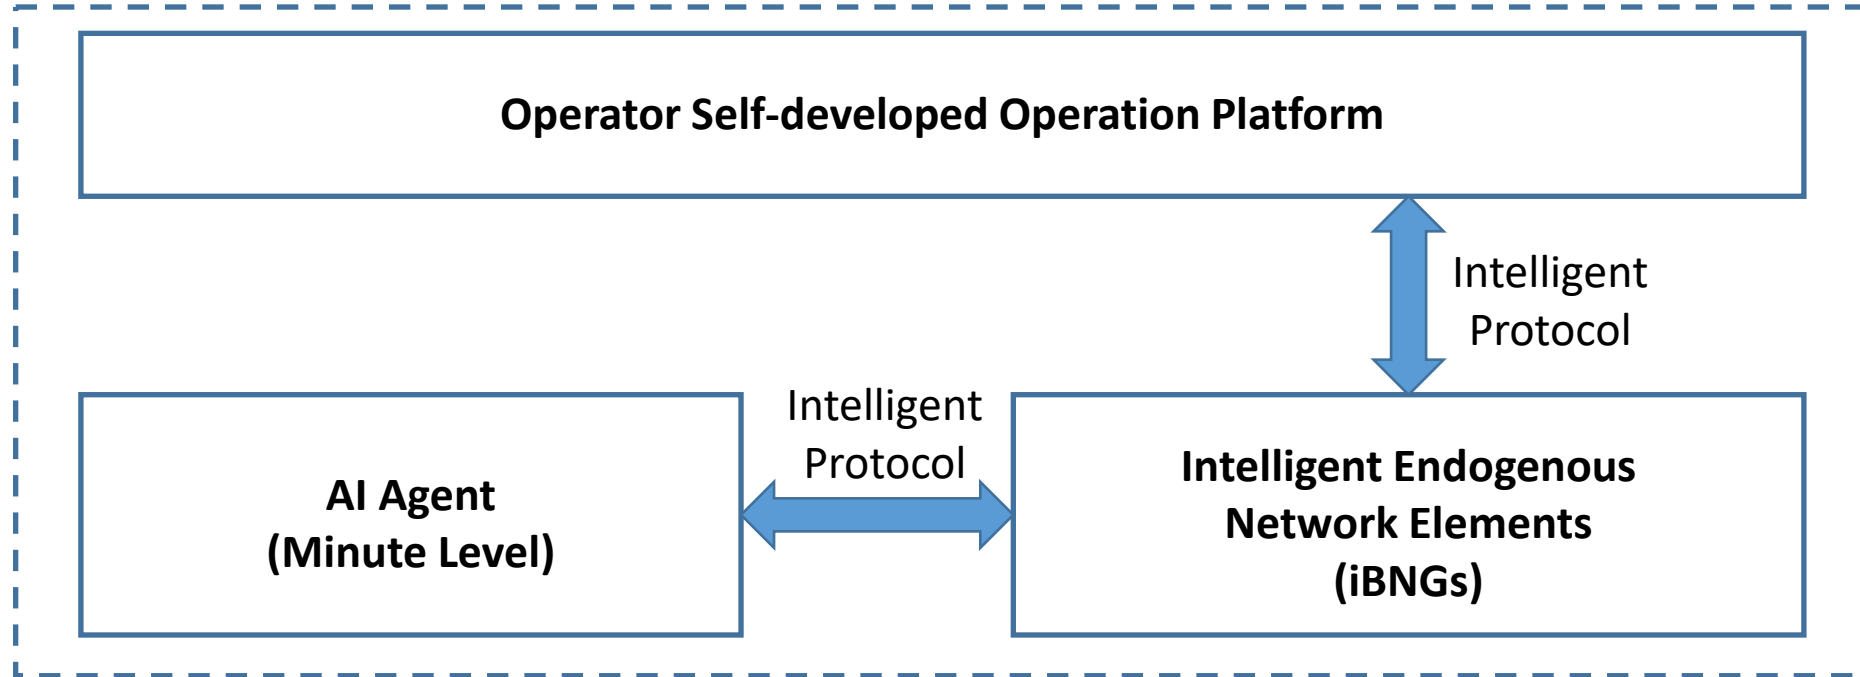 Operator Self-developed Operation Platform
Intelligent
Protocol
AI Agent
(Minute Level)
Intelligent
Protocol
Intelligent Endogenous
Network Elements
(iBNGs)